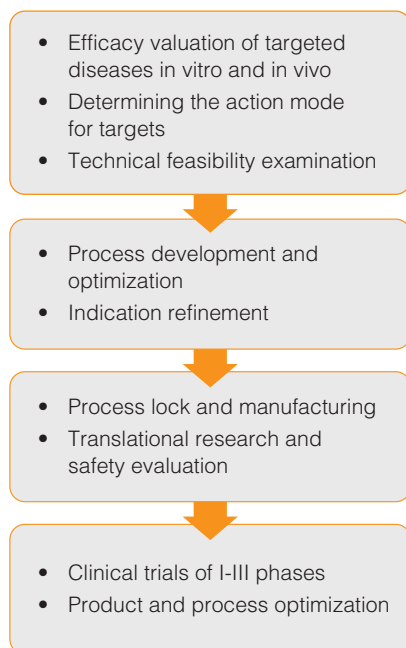 • Efficacy valuation of targeted
diseases in vitro and in vivo
• Determining the action mode
for targets
• Technical feasibility examination
• Process development and
optimization
• Indication refinement
• Process lock and manufacturing
• Translational research and
safety evaluation
• Clinical trials of I-III phases
• Product and process optimization